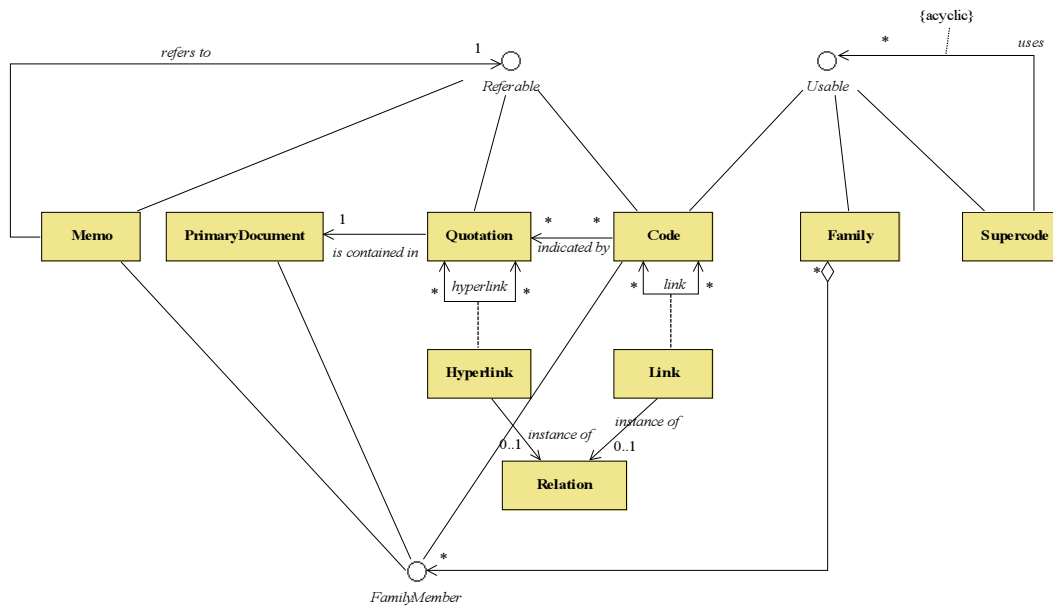 {acyclic}
refers to
1
*
uses
Referable
Usable
Memo
PrimaryDocument
1
is contained in
Quotation
*
*
indicated by
Code
Family
Supercode
*
hyperlink
*
*
link
*
*
Hyperlink
Link
instance of
0..1
instance of
0..1
Relation
*
FamilyMember